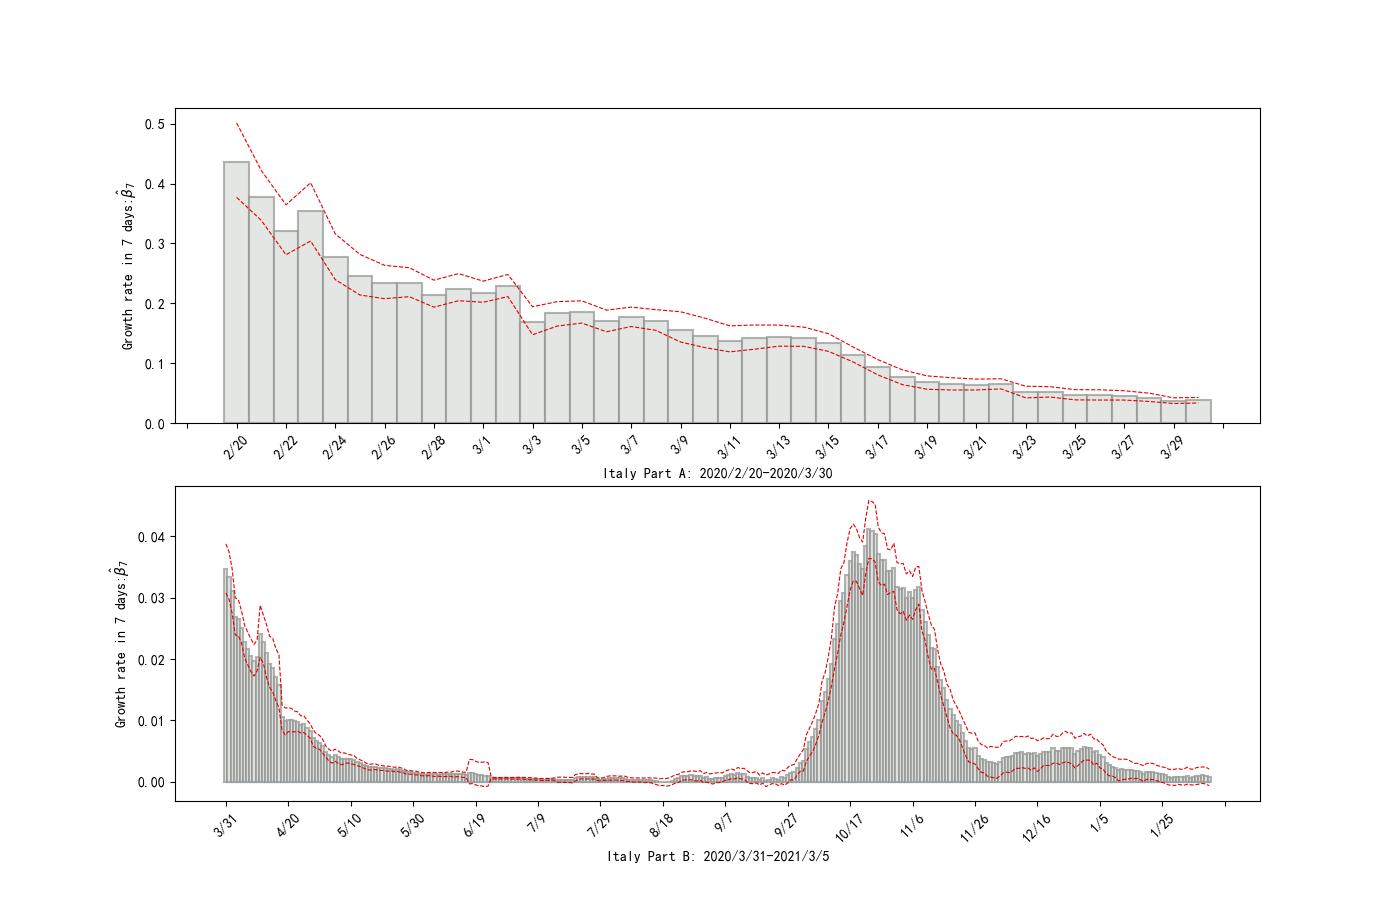 0.5
0.4
0.3
0.2
0.1
0.0
Growth rate in 7 days:β̂₇
2/20 2/22 2/24 2/26 2/28 3/1 3/3 3/5 3/7 3/9 3/11 3/13 3/15 3/17 3/19 3/21 3/23 3/25 3/27 3/29
Italy Part A: 2020/2/20-2020/3/30
0.04
0.03
0.02
0.01
0.00
Growth rate in 7 days:β̂₇
3/31 4/20 5/10 5/30 6/19 7/9 7/29 8/18 9/7 9/27 10/17 11/6 11/26 12/16 1/5 1/25
Italy Part B: 2020/3/31-2021/3/5